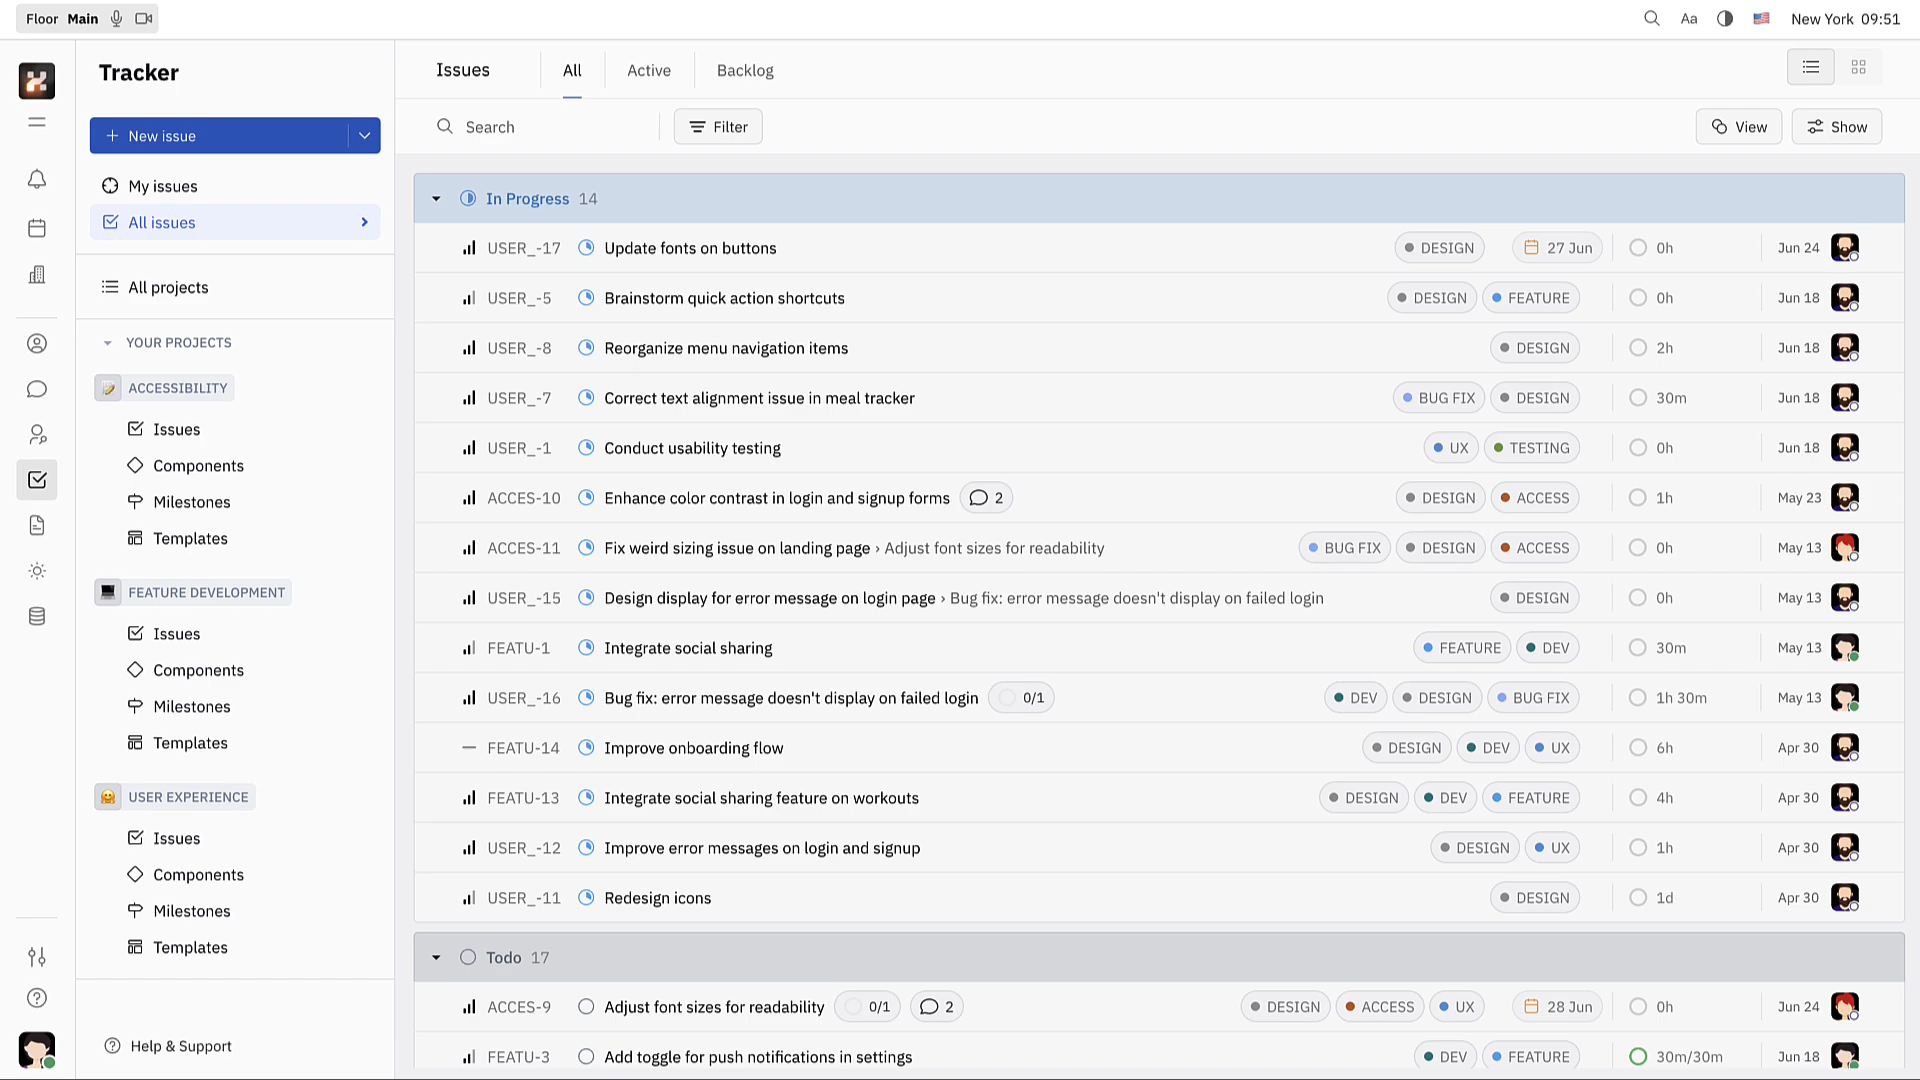 Floor Main
Aa
New York 09:51
Tracker
New issue
My issues
All issues
All projects
YOUR PROJECTS
ACCESSIBILITY
Issues
Components
Milestones
Templates
FEATURE DEVELOPMENT
Issues
Components
Milestones
Templates
USER EXPERIENCE
Issues
Components
Milestones
Templates
Help & Support
Issues All Active Backlog
Search Filter View Show
In Progress 14
USER_-17 Update fonts on buttons DESIGN 27 Jun 0h Jun 24
USER_-5 Brainstorm quick action shortcuts DESIGN FEATURE 0h Jun 18
USER_-8 Reorganize menu navigation items DESIGN 2h Jun 18
USER_-7 Correct text alignment issue in meal tracker BUG FIX DESIGN 30m Jun 18
USER_-1 Conduct usability testing UX TESTING 0h Jun 18
ACCES-10 Enhance color contrast in login and signup forms 2 DESIGN ACCESS 1h May 23
ACCES-11 Fix weird sizing issue on landing page › Adjust font sizes for readability BUG FIX DESIGN ACCESS 0h May 13
USER_-15 Design display for error message on login page › Bug fix: error message doesn't display on failed login DESIGN 0h May 13
FEATU-1 Integrate social sharing FEATURE DEV 30m May 13
USER_-16 Bug fix: error message doesn't display on failed login 0/1 DEV DESIGN BUG FIX 1h 30m May 13
FEATU-14 Improve onboarding flow DESIGN DEV UX 6h Apr 30
FEATU-13 Integrate social sharing feature on workouts DESIGN DEV FEATURE 4h Apr 30
USER_-12 Improve error messages on login and signup DESIGN UX 1h Apr 30
USER_-11 Redesign icons DESIGN 1d Apr 30
Todo 17
ACCES-9 Adjust font sizes for readability 0/1 2 DESIGN ACCESS UX 28 Jun 0h Jun 24
FEATU-3 Add toggle for push notifications in settings DEV FEATURE 30m/30m Jun 18